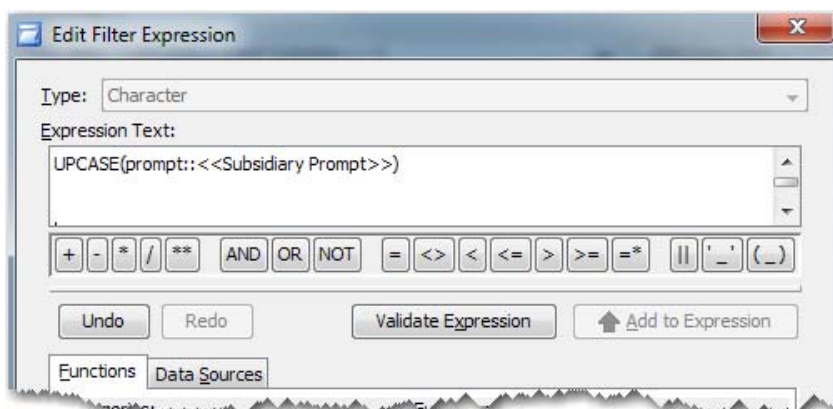 Edit Filter Expression
X
Type: Character
Expression Text:
UPCASE(prompt::<<Subsidiary Prompt>>)
+ - * / ** AND OR NOT = <> < <= > >= =* || '_' (_)
Undo Redo Validate Expression Add to Expression
Functions Data Sources